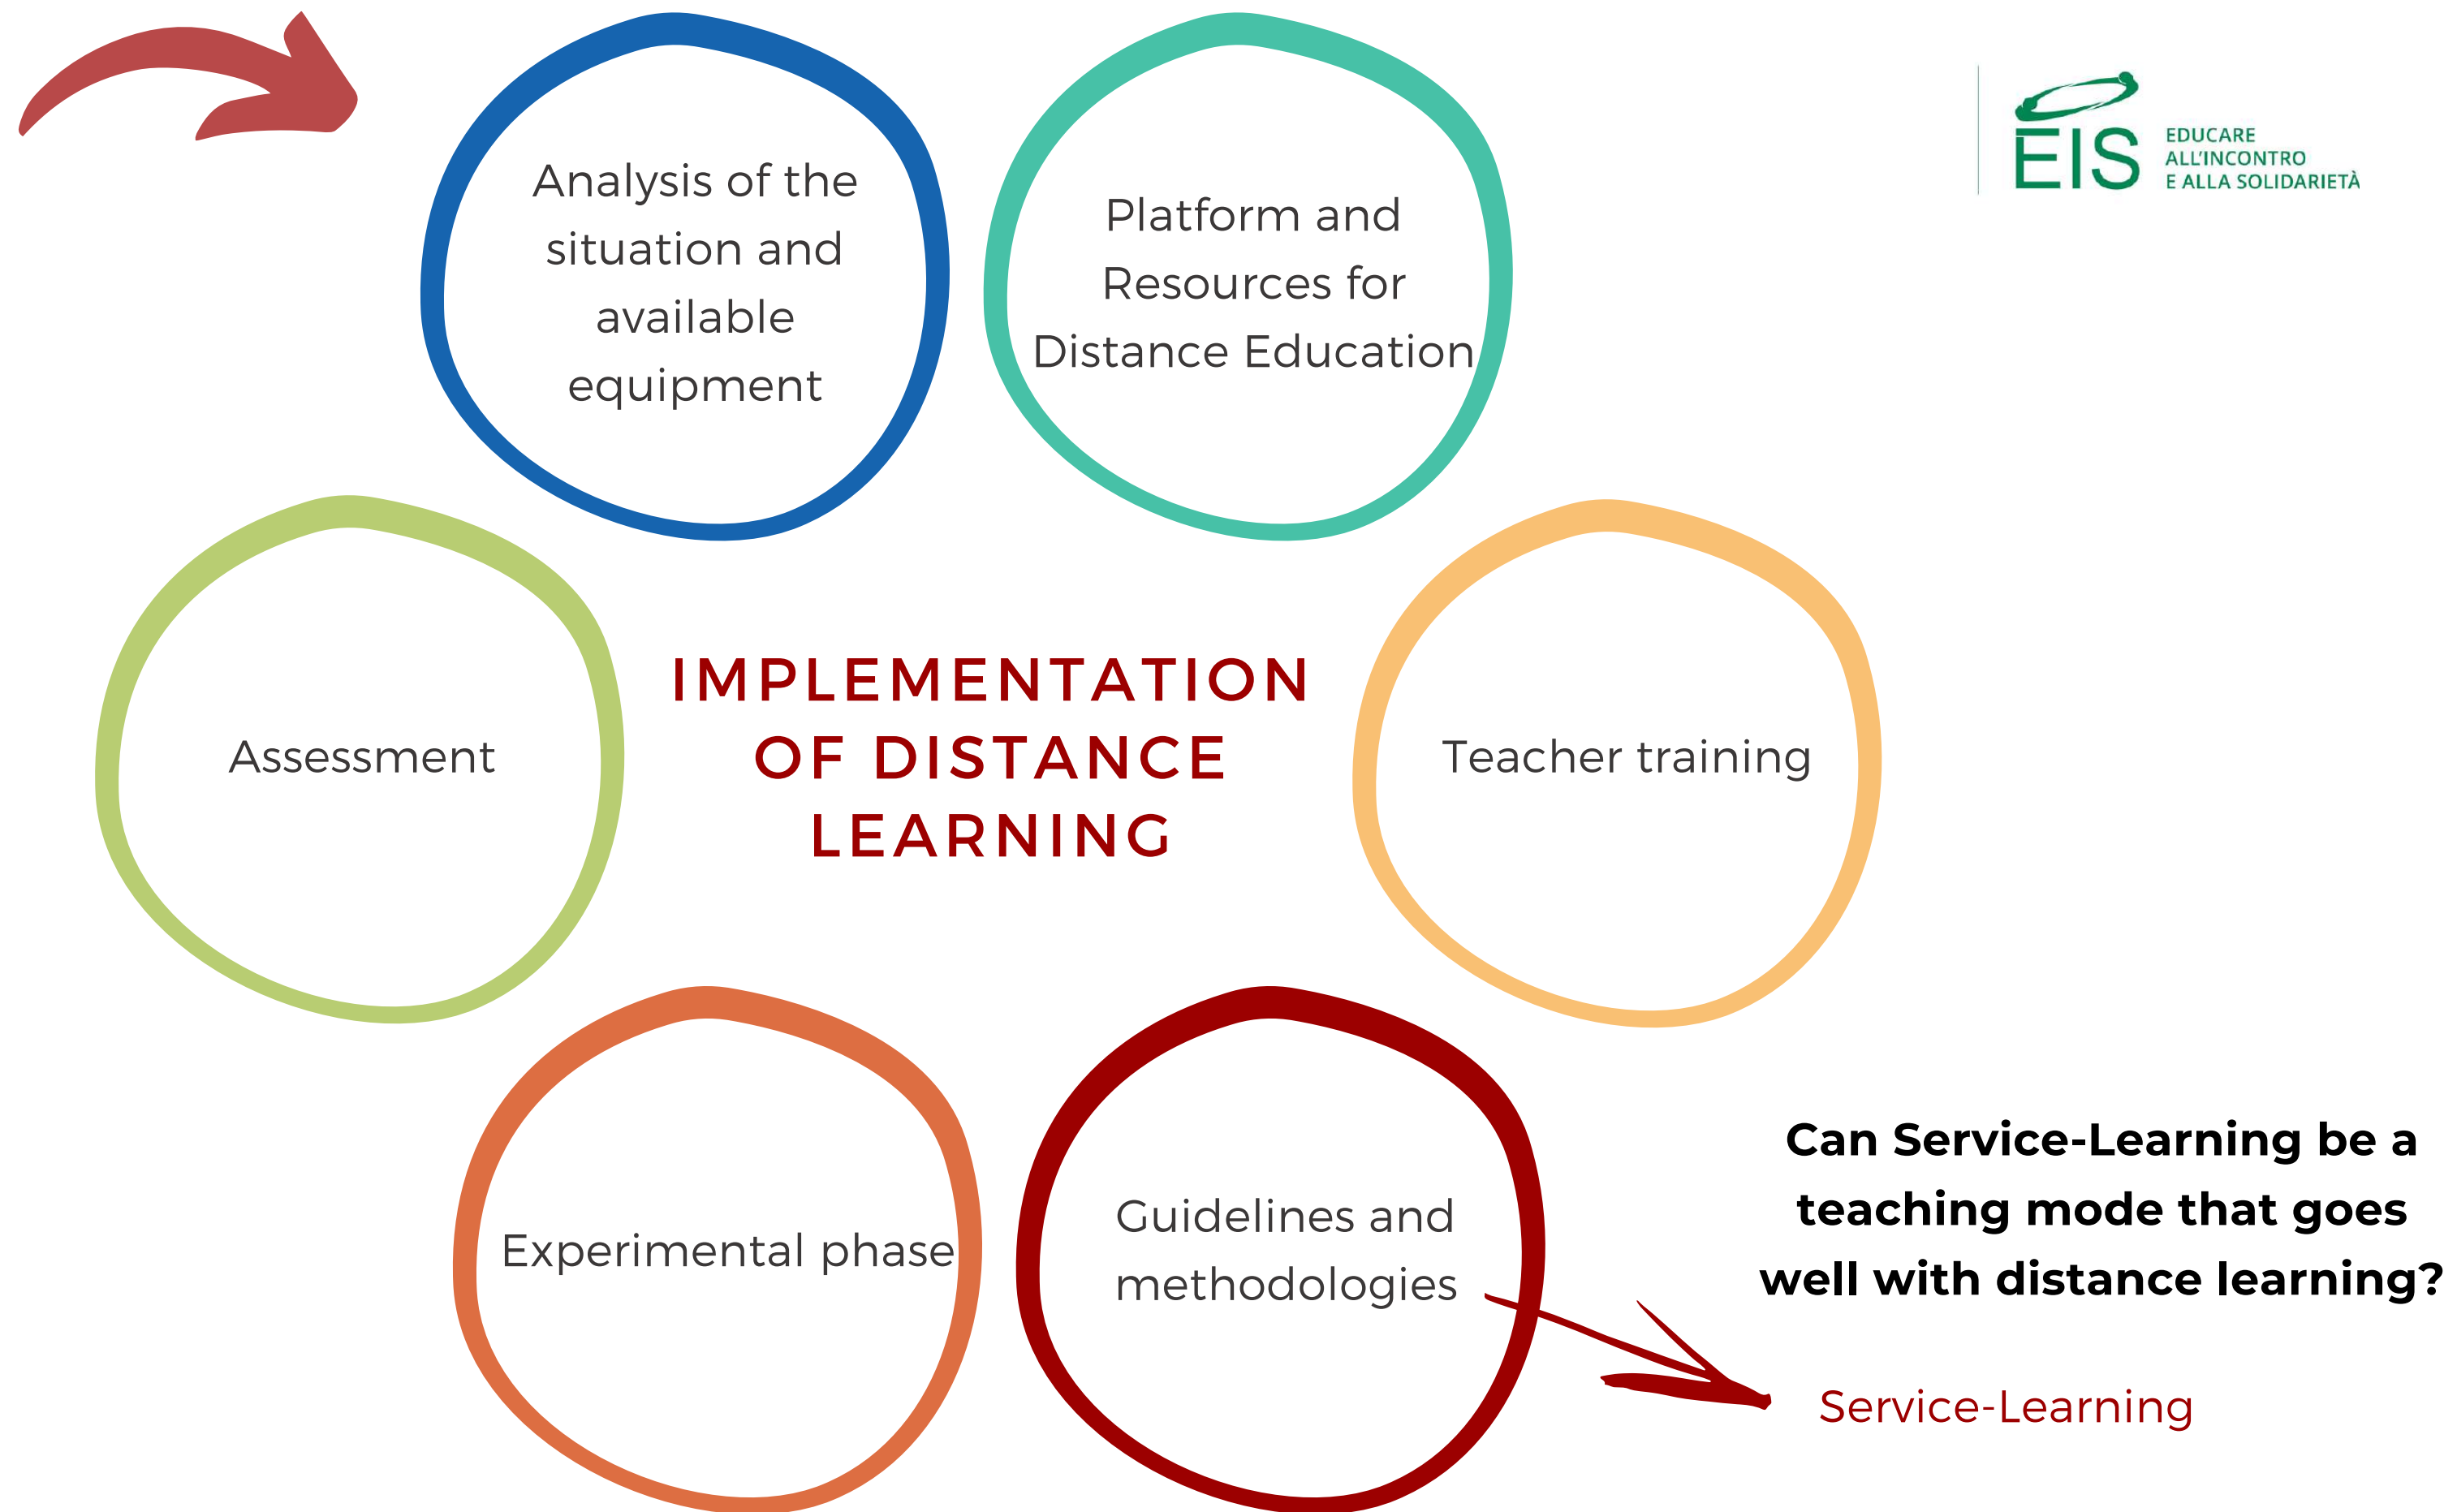 Analysis of the
situation and
available
equipment
Platform and
Resources for
Distance Education
EIS
EDUCARE
ALL'INCONTRO
E ALLA SOLIDARIETÀ
Assessment
IMPLEMENTATION
OF DISTANCE
LEARNING
Teacher training
Experimental phase
Guidelines and
methodologies
Can Service-Learning be a
teaching mode that goes
well with distance learning?
Service-Learning